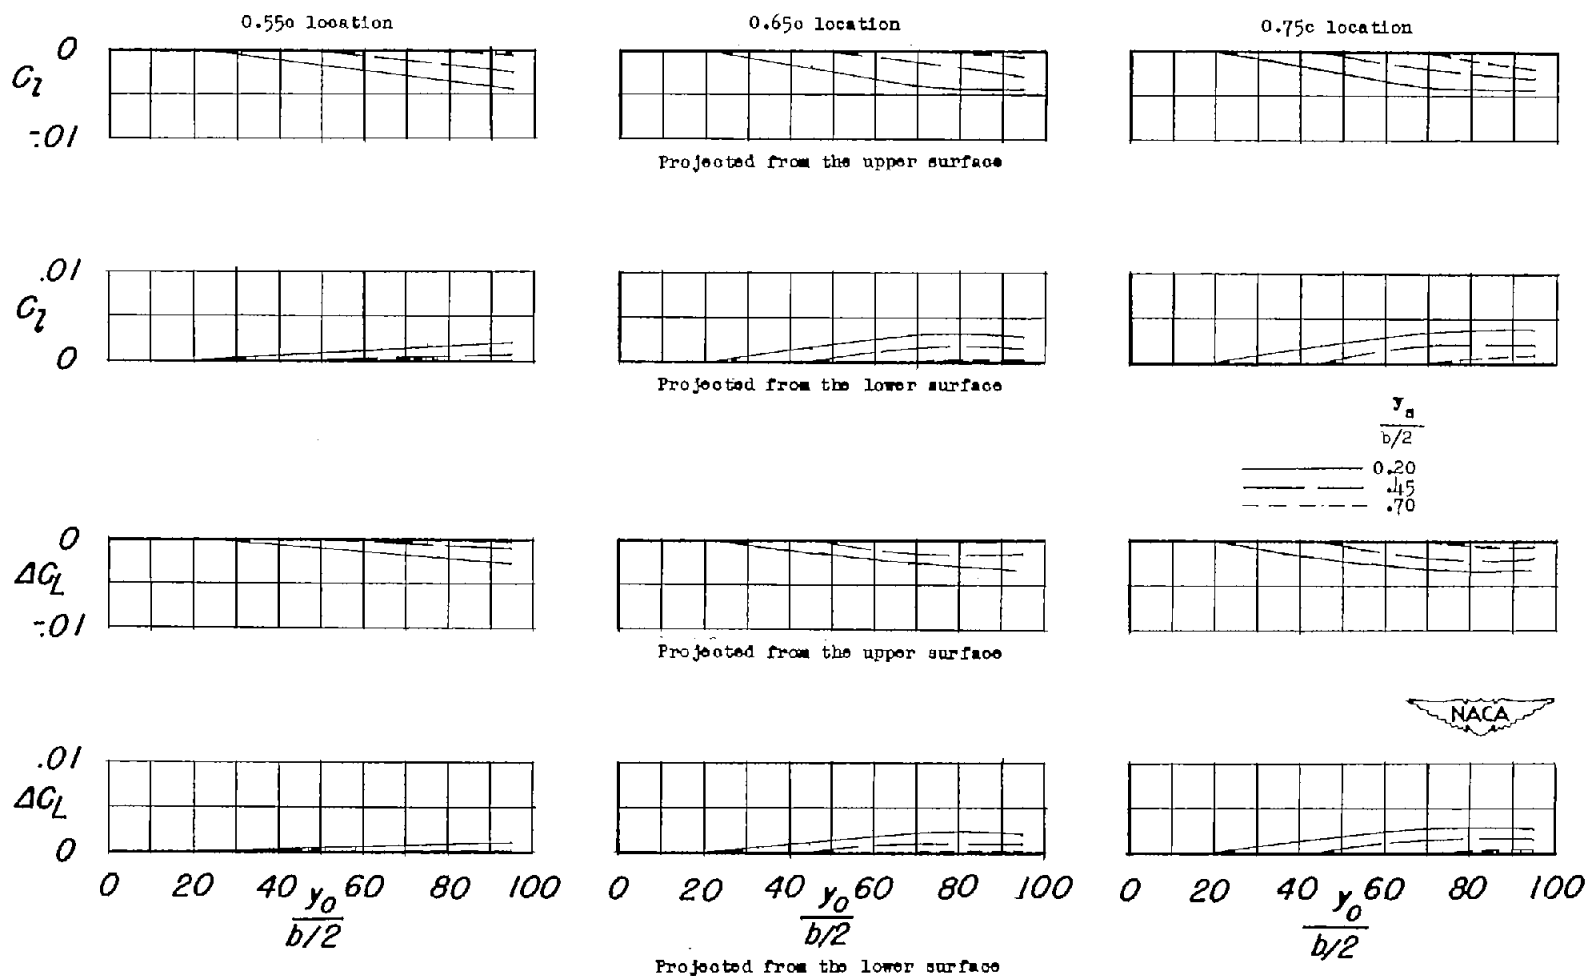 0.55c location 0.65c location 0.75c location
0
C_l
-.01
Projected from the upper surface
.01
C_l
0
Projected from the lower surface
y_s
b/2
0.20
.45
.70
0
ΔC_L
-.01
Projected from the upper surface
NACA
.01
ΔC_L
0
0 20 40 60 80 100 0 20 40 60 80 100 0 20 40 60 80 100
y_o y_o y_o
b/2 b/2 b/2
Projected from the lower surface